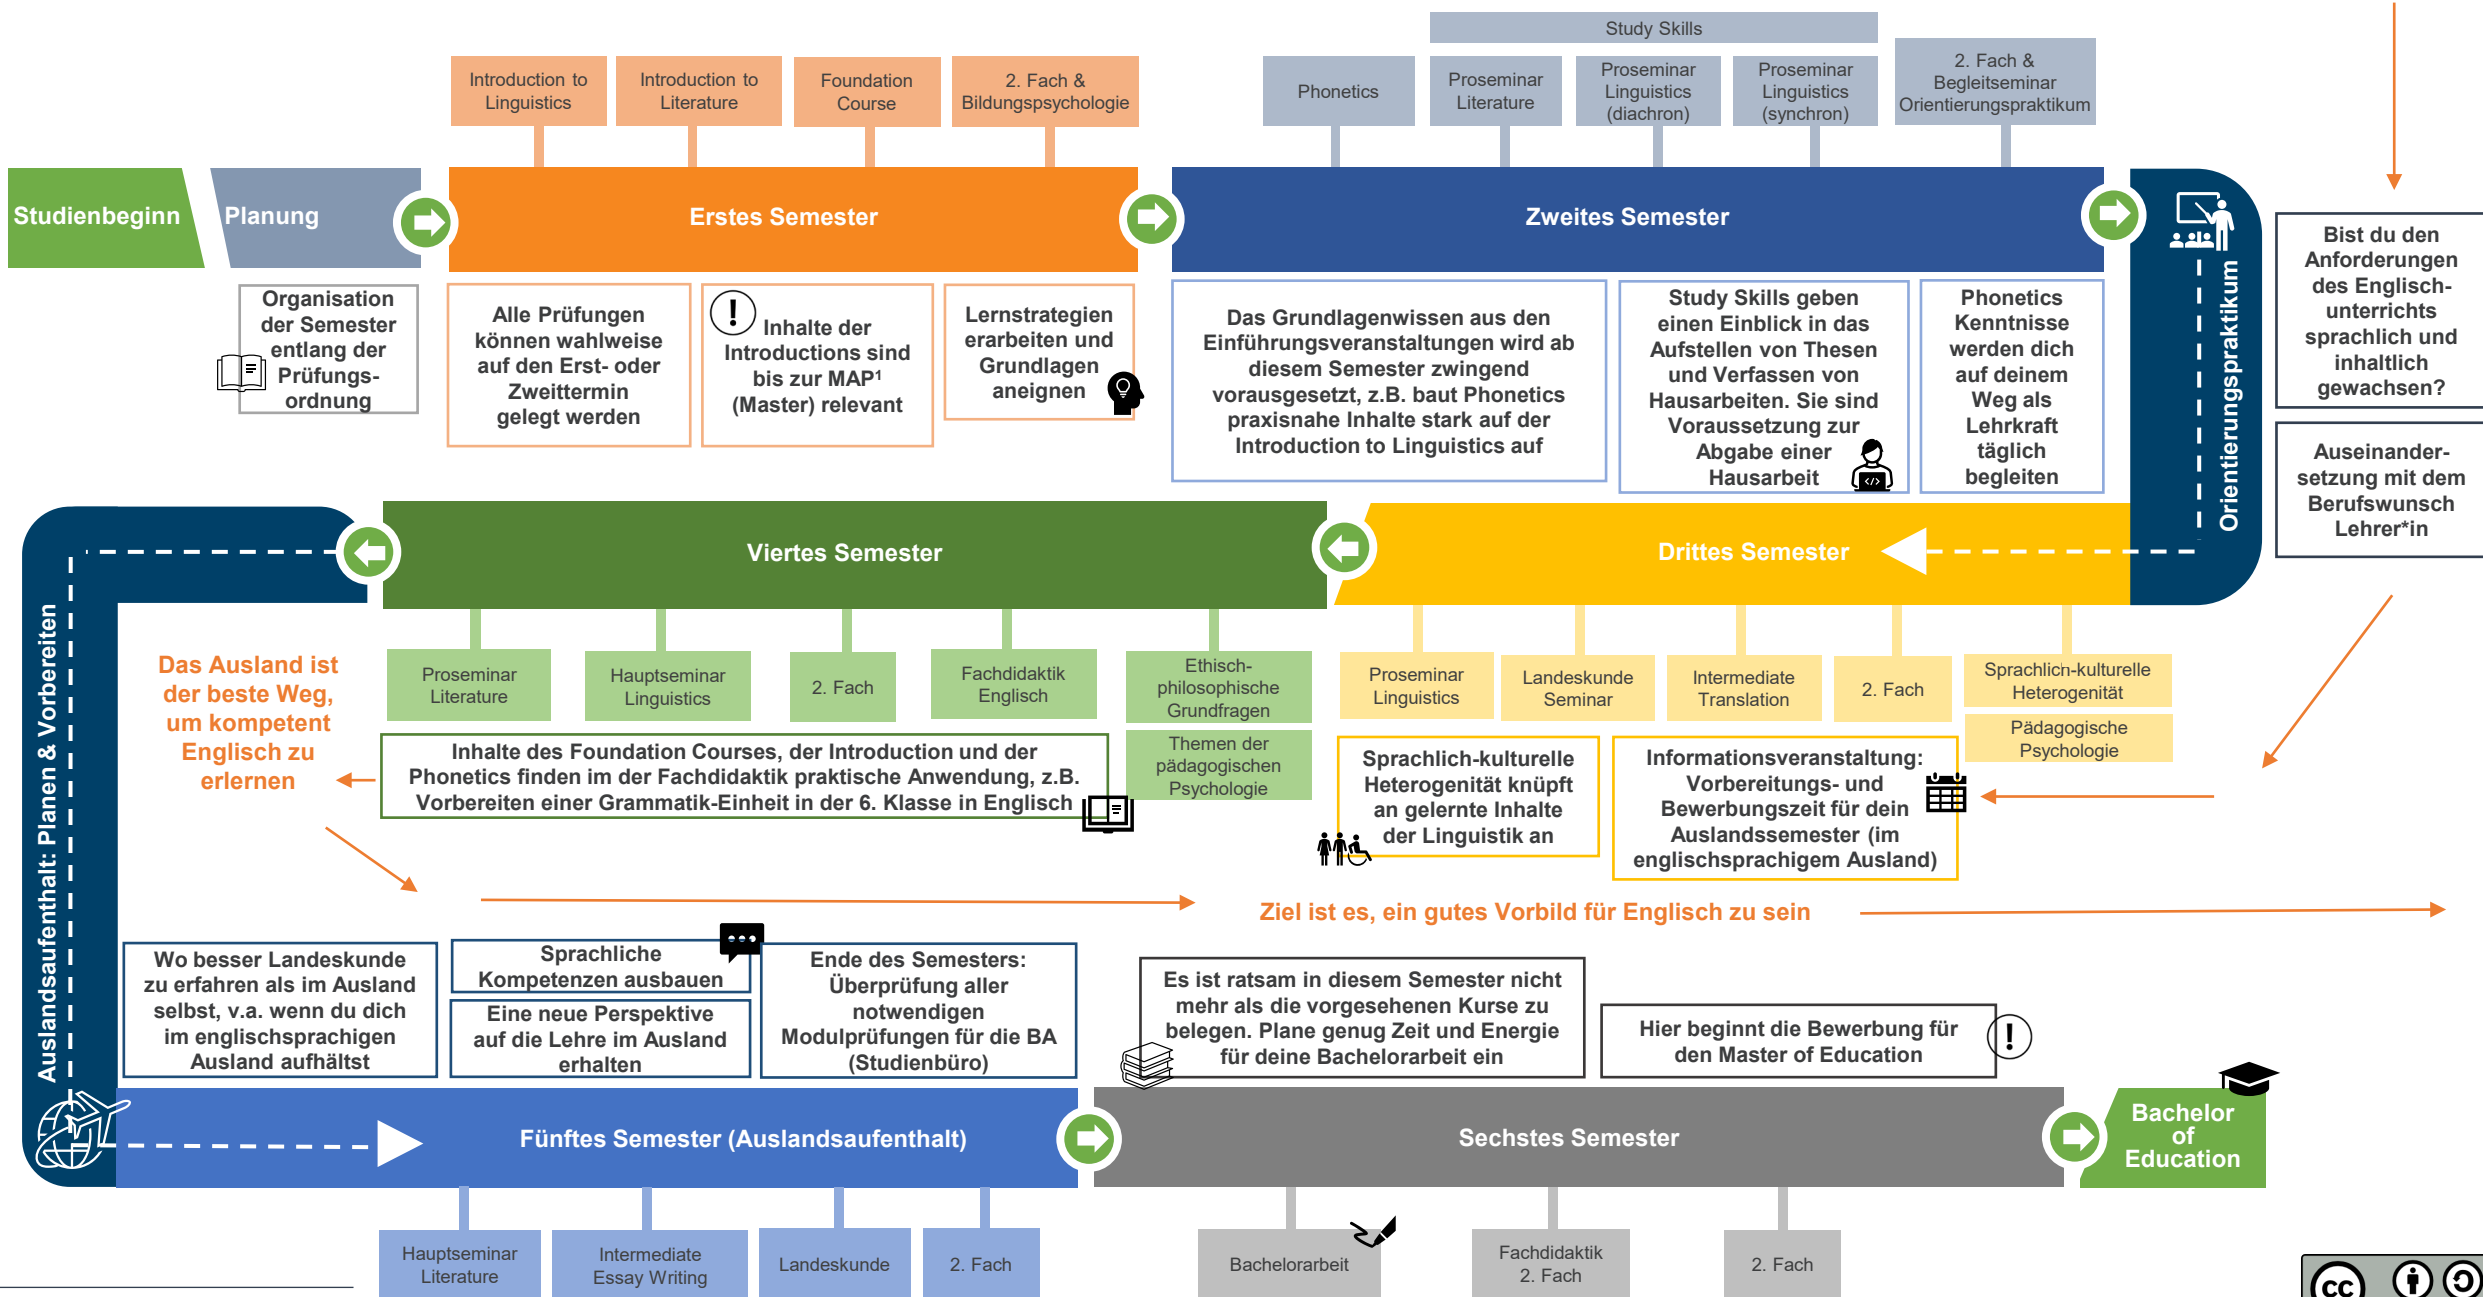 Study Skills
Introduction to
Linguistics
Introduction to
Literature
Foundation
Course
2. Fach &
Bildungspsychologie
Phonetics
Proseminar
Literature
Proseminar
Linguistics
(diachron)
Proseminar
Linguistics
(synchron)
2. Fach &
Begleitseminar
Orientierungspraktikum
Studienbeginn
Planung
Erstes Semester
Zweites Semester
Orientierungspraktikum
Organisation
der Semester
entlang der
Prüfungs-
ordnung
Alle Prüfungen
können wahlweise
auf den Erst- oder
Zweittermin
gelegt werden
!
Inhalte der
Introductions sind
bis zur MAP¹
(Master) relevant
Lernstrategien
erarbeiten und
Grundlagen
aneignen
Das Grundlagenwissen aus den
Einführungsveranstaltungen wird ab
diesem Semester zwingend
vorausgesetzt, z.B. baut Phonetics
praxisnahe Inhalte stark auf der
Introduction to Linguistics auf
Study Skills geben
einen Einblick in das
Aufstellen von Thesen
und Verfassen von
Hausarbeiten. Sie sind
Voraussetzung zur
Abgabe einer
Hausarbeit
</>
Phonetics
Kenntnisse
werden dich
auf deinem
Weg als
Lehrkraft
täglich
begleiten
Bist du den
Anforderungen
des Englisch-
unterrichts
sprachlich und
inhaltlich
gewachsen?
Auseinander-
setzung mit dem
Berufswunsch
Lehrer*in
Drittes Semester
Proseminar
Linguistics
Landeskunde
Seminar
Intermediate
Translation
2. Fach
Sprachlich-kulturelle
Heterogenität
Pädagogische
Psychologie
Sprachlich-kulturelle
Heterogenität knüpft
an gelernte Inhalte
der Linguistik an
Informationsveranstaltung:
Vorbereitungs- und
Bewerbungszeit für dein
Auslandssemester (im
englischsprachigem Ausland)
Viertes Semester
Proseminar
Literature
Hauptseminar
Linguistics
2. Fach
Fachdidaktik
Englisch
Ethisch-
philosophische
Grundfragen
Themen der
pädagogischen
Psychologie
Inhalte des Foundation Courses, der Introduction und der
Phonetics finden im der Fachdidaktik praktische Anwendung, z.B.
Vorbereiten einer Grammatik-Einheit in der 6. Klasse in Englisch
Das Ausland ist
der beste Weg,
um kompetent
Englisch zu
erlernen
Auslandsaufenthalt: Planen & Vorbereiten
Ziel ist es, ein gutes Vorbild für Englisch zu sein
Wo besser Landeskunde
zu erfahren als im Ausland
selbst, v.a. wenn du dich
im englischsprachigen
Ausland aufhältst
Sprachliche
Kompetenzen ausbauen
Eine neue Perspektive
auf die Lehre im Ausland
erhalten
Ende des Semesters:
Überprüfung aller
notwendigen
Modulprüfungen für die BA
(Studienbüro)
Es ist ratsam in diesem Semester nicht
mehr als die vorgesehenen Kurse zu
belegen. Plane genug Zeit und Energie
für deine Bachelorarbeit ein
Hier beginnt die Bewerbung für
den Master of Education
!
Fünftes Semester (Auslandsaufenthalt)
Sechstes Semester
Bachelor
of
Education
Hauptseminar
Literature
Intermediate
Essay Writing
Landeskunde
2. Fach
Bachelorarbeit
Fachdidaktik
2. Fach
2. Fach
cc